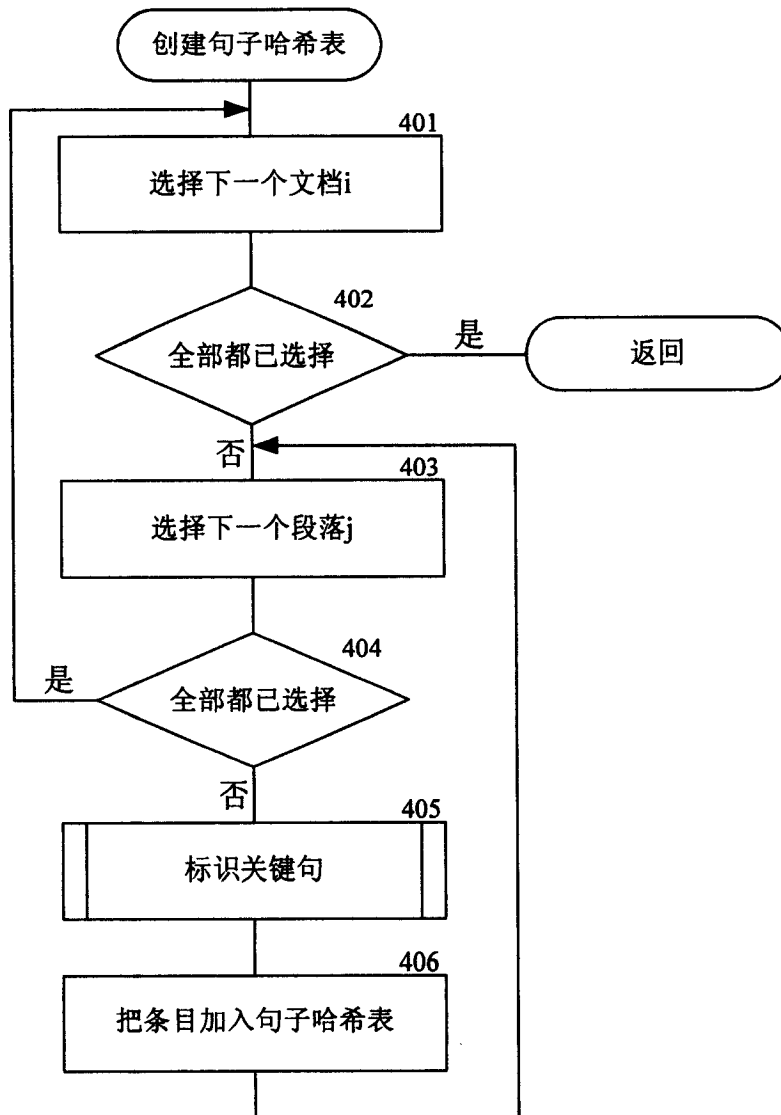 创建句子哈希表
401
选择下一个文档i
402
全部都已选择
是
返回
否
403
选择下一个段落j
404
全部都已选择
是
否
405
标识关键句
406
把条目加入句子哈希表